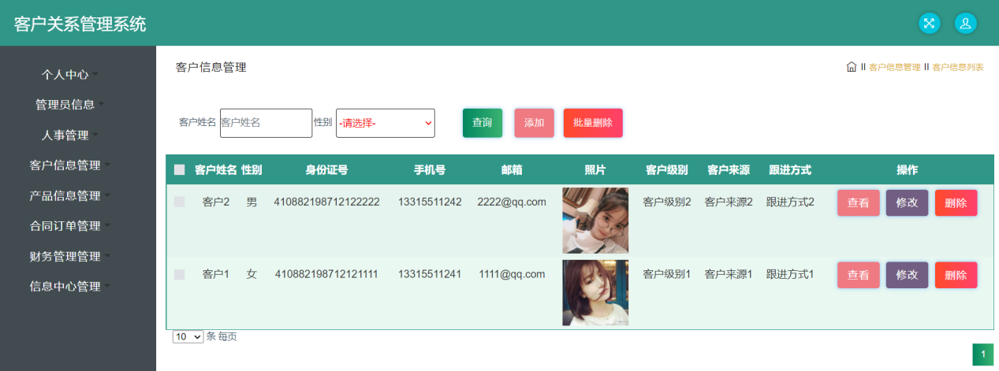 客户关系管理系统
个人中心
管理员信息
人事管理
客户信息管理
产品信息管理
合同订单管理
财务管理管理
信息中心管理
客户信息管理
客户信息管理 客户信息列表
客户姓名 客户姓名 性别 -请选择- 查询 添加 批量删除
客户姓名 性别 身份证号 手机号 邮箱 照片 客户级别 客户来源 跟进方式 操作
客户2 男 410882198712122222 13315511242 2222@qq.com 客户级别2 客户来源2 跟进方式2 查看 修改 删除
客户1 女 410882198712121111 13315511241 1111@qq.com 客户级别1 客户来源1 跟进方式1 查看 修改 删除
10 条 每页
1